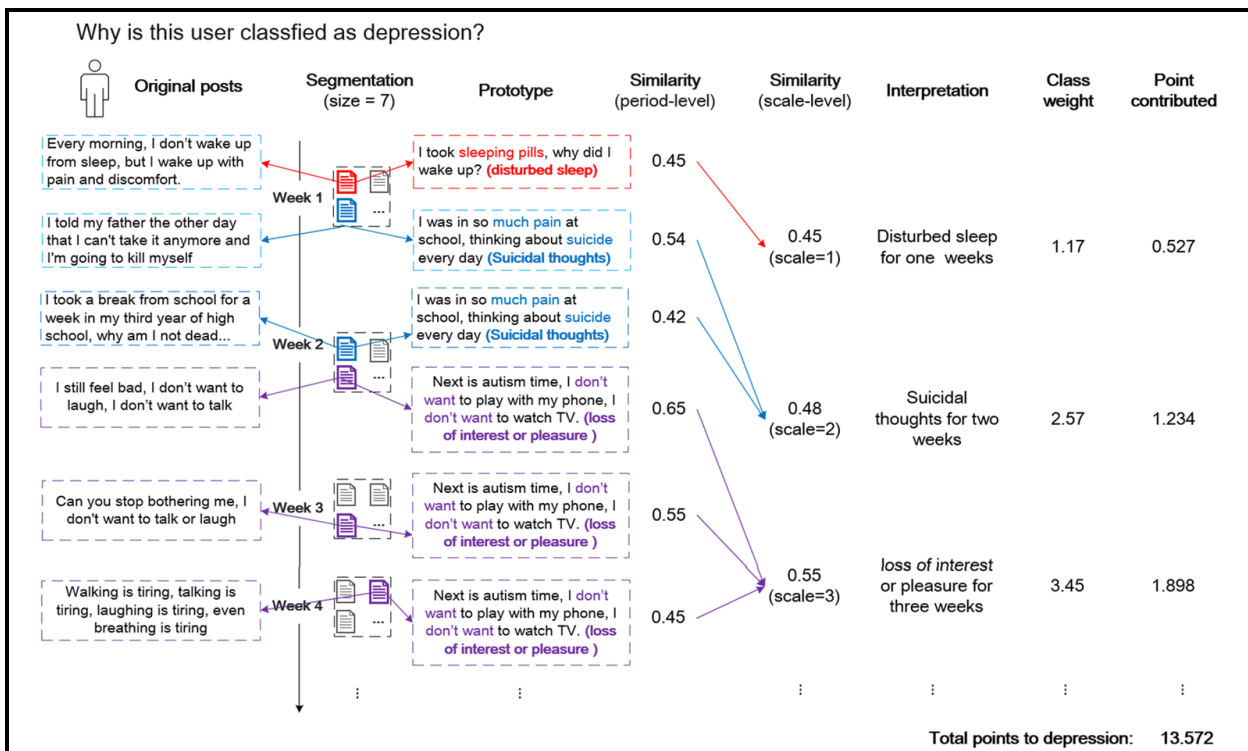 Why is this user classfied as depression?
Original posts
Segmentation
(size = 7)
Prototype
Similarity
(period-level)
Similarity
(scale-level)
Interpretation
Class
weight
Point
contributed
Every morning, I don't wake up
from sleep, but I wake up with
pain and discomfort.
Week 1
...
I took sleeping pills, why did I
wake up? (disturbed sleep)
0.45
I told my father the other day
that I can't take it anymore and
I'm going to kill myself
I was in so much pain at
school, thinking about suicide
every day (Suicidal thoughts)
0.54
0.45
(scale=1)
Disturbed sleep
for one weeks
1.17
0.527
I took a break from school for a
week in my third year of high
school, why am I not dead...
Week 2
...
I was in so much pain at
school, thinking about suicide
every day (Suicidal thoughts)
0.42
I still feel bad, I don't want to
laugh, I don't want to talk
Next is autism time, I don't
want to play with my phone, I
don't want to watch TV. (loss
of interest or pleasure )
0.65
0.48
(scale=2)
Suicidal
thoughts for two
weeks
2.57
1.234
Can you stop bothering me, I
don't want to talk or laugh
Week 3
...
Next is autism time, I don't
want to play with my phone, I
don't want to watch TV. (loss
of interest or pleasure )
0.55
Walking is tiring, talking is
tiring, laughing is tiring, even
breathing is tiring
Week 4
...
Next is autism time, I don't
want to play with my phone, I
don't want to watch TV. (loss
of interest or pleasure )
0.45
0.55
(scale=3)
loss of interest
or pleasure for
three weeks
3.45
1.898
⋮ ⋮ ⋮ ⋮ ⋮ ⋮
Total points to depression: 13.572